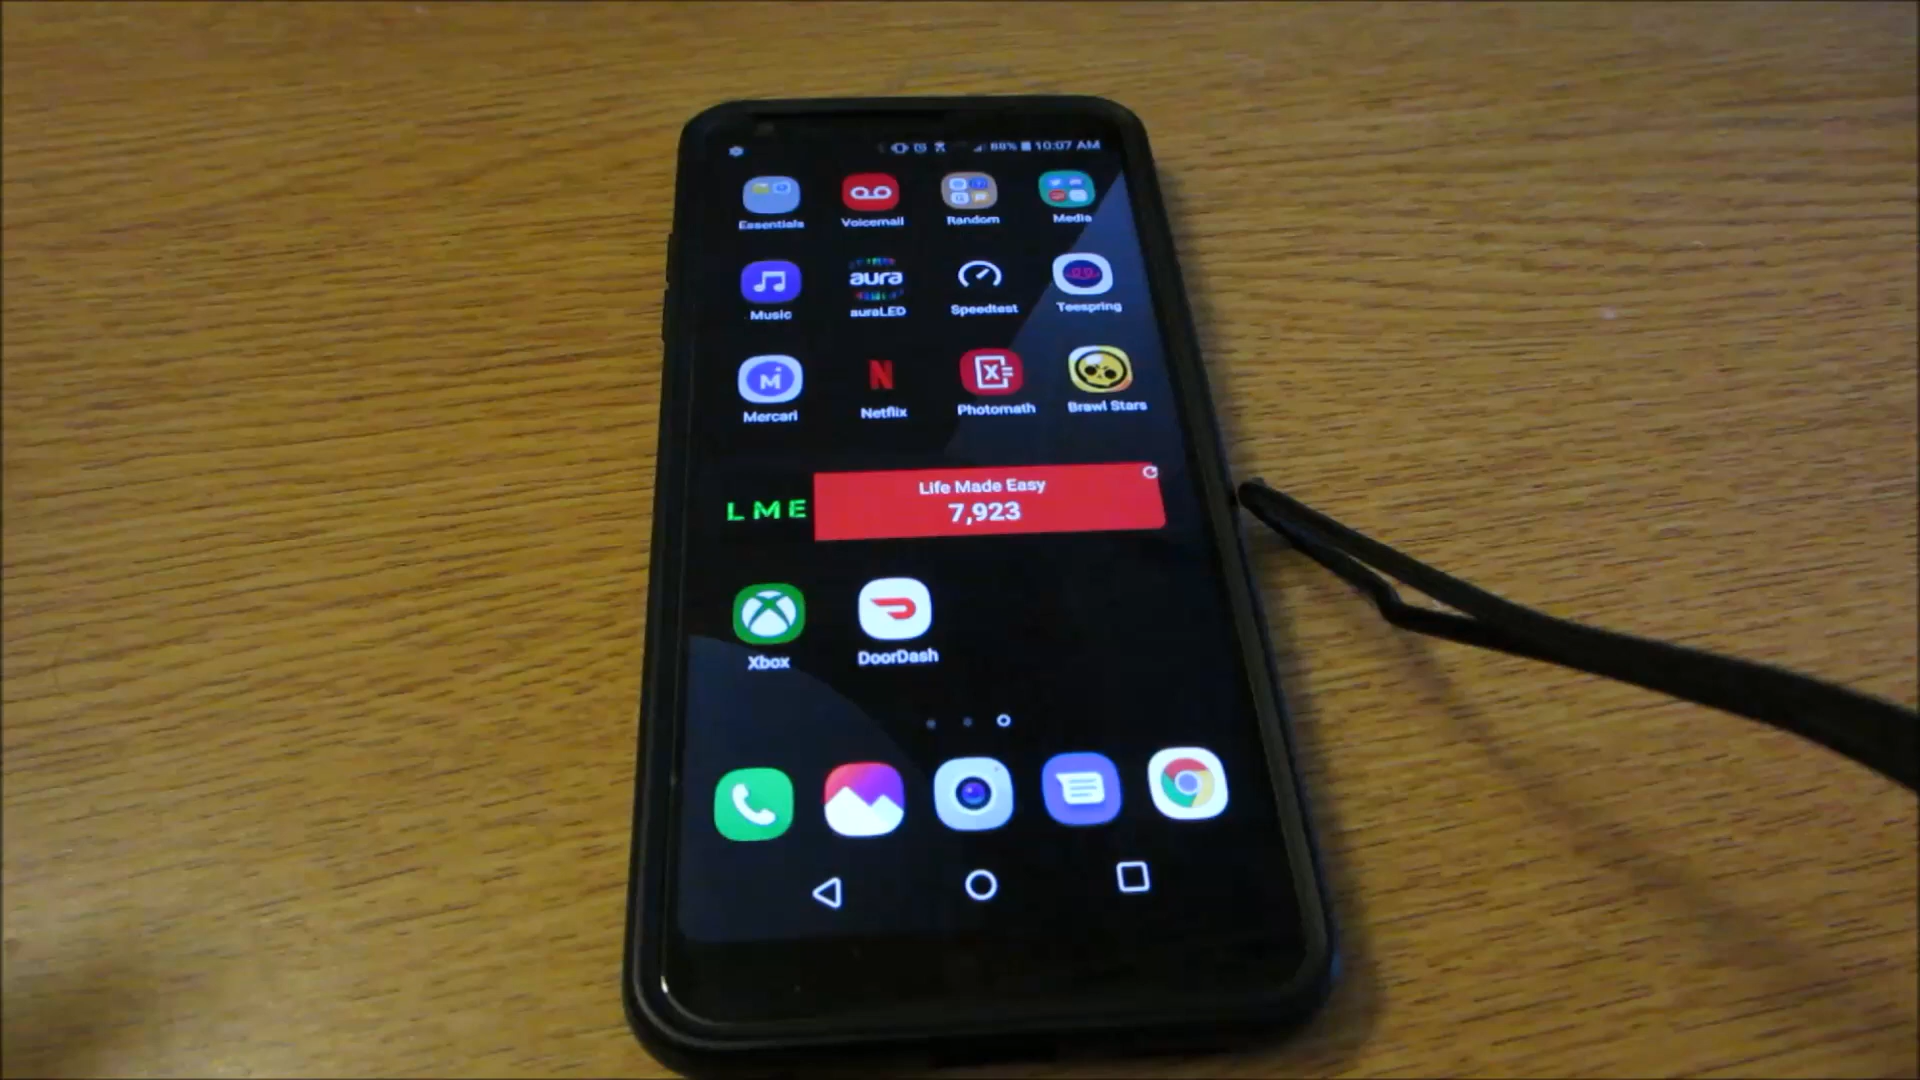 88% 10:07 AM
Essentials Voicemail Random Media
aura
Music auraLED Speedtest Teespring
M N X
Mercari Netflix Photomath Brawl Stars
Life Made Easy
LME 7,923
Xbox DoorDash